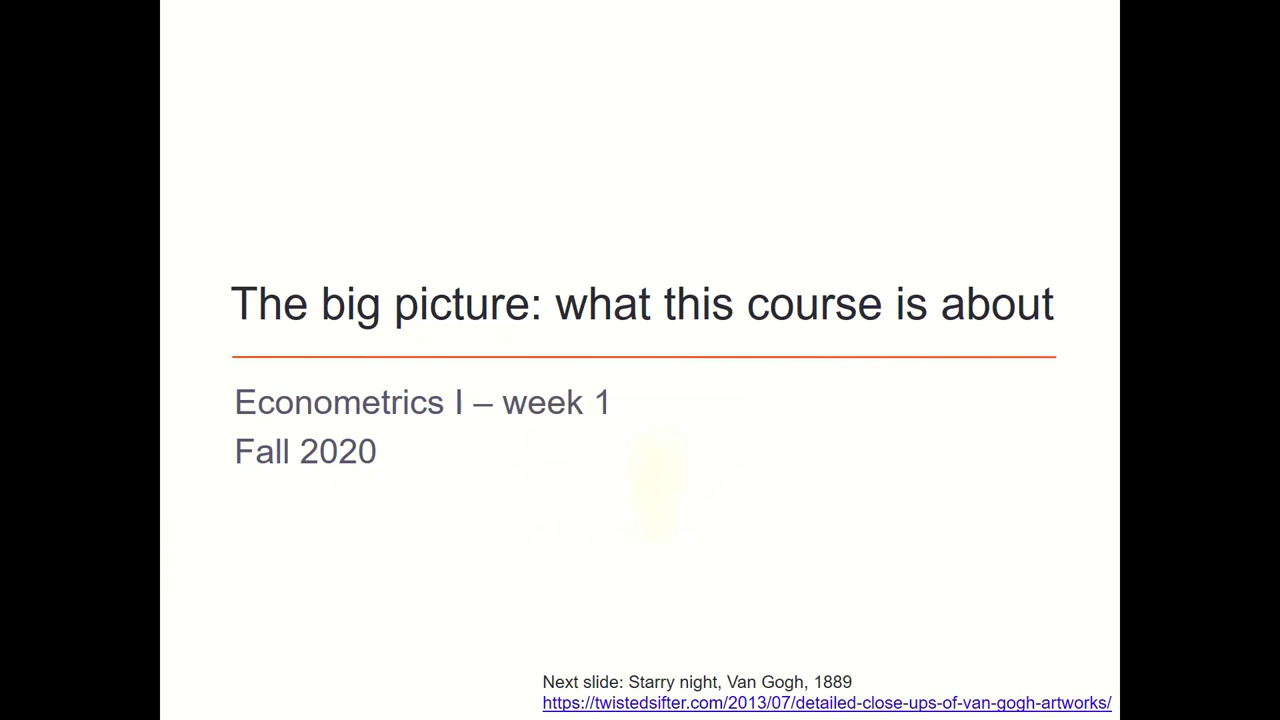 The big picture: what this course is about
Econometrics I – week 1
Fall 2020
Next slide: Starry night, Van Gogh, 1889
https://twistedsifter.com/2013/07/detailed-close-ups-of-van-gogh-artworks/